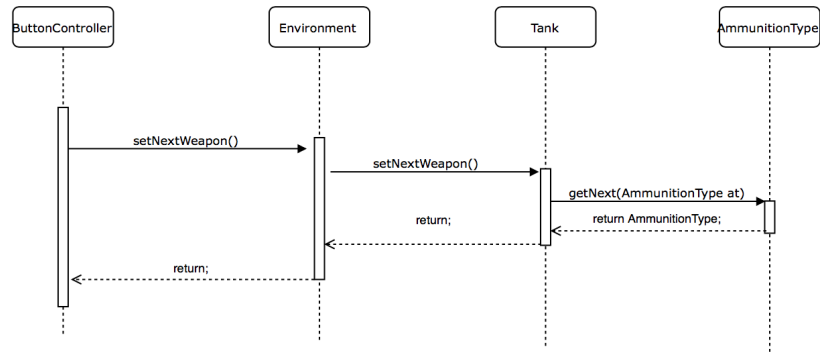 ButtonController
Environment
Tank
AmmunitionType
setNextWeapon()
setNextWeapon()
getNext(AmmunitionType at)
return AmmunitionType;
return;
return;